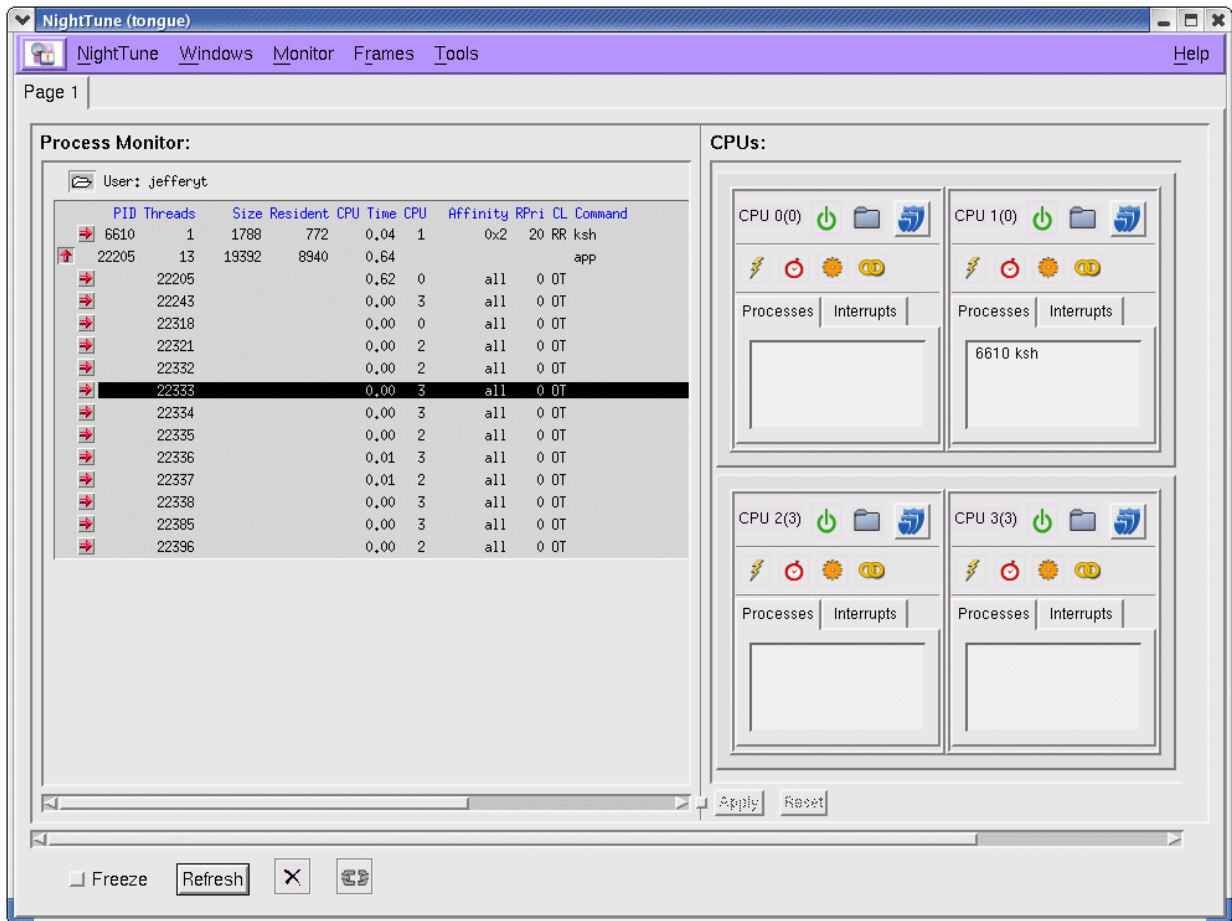 NightTune (tongue)
NightTune Windows Monitor Frames Tools Help
Page 1
Process Monitor:
User: jefferyt
PID Threads Size Resident CPU Time CPU Affinity RPri CL Command
6610 1 1788 772 0.04 1 0x2 20 RR ksh
22205 13 19392 8940 0.64 app
22205 0.62 0 all 0 OT
22243 0.00 3 all 0 OT
22318 0.00 0 all 0 OT
22321 0.00 2 all 0 OT
22332 0.00 2 all 0 OT
22333 0.00 3 all 0 OT
22334 0.00 3 all 0 OT
22335 0.00 2 all 0 OT
22336 0.01 3 all 0 OT
22337 0.01 2 all 0 OT
22338 0.00 3 all 0 OT
22385 0.00 3 all 0 OT
22396 0.00 2 all 0 OT
CPUs:
CPU 0(0) CPU 1(0)
Processes Interrupts Processes Interrupts
6610 ksh
CPU 2(3) CPU 3(3)
Processes Interrupts Processes Interrupts
Apply Reset
Freeze Refresh